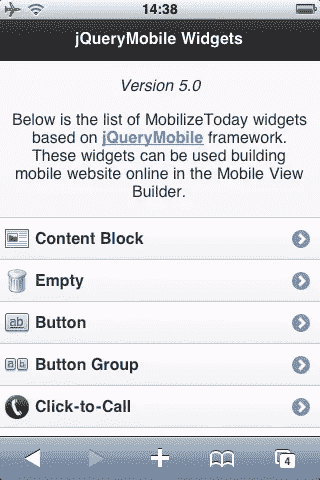 14:38
jQueryMobile Widgets
Version 5.0
Below is the list of MobilizeToday widgets
based on jQueryMobile framework.
These widgets can be used building
mobile website online in the Mobile View
Builder.
Content Block
Empty
ab Button
a b Button Group
Click-to-Call
4